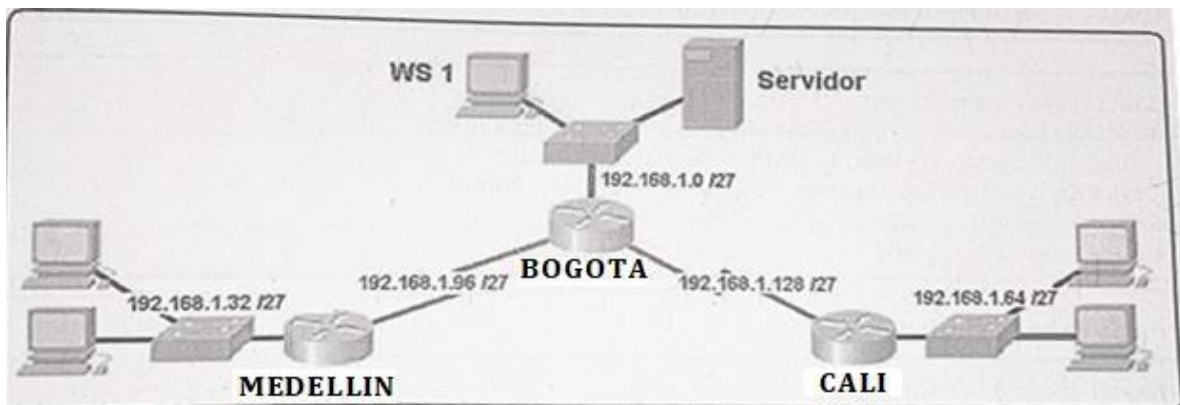 WS 1
Servidor
192.168.1.0 /27
BOGOTA
192.168.1.96 /27
192.168.1.128 /27
192.168.1.32 /27
192.168.1.64 /27
MEDELLIN
CALI